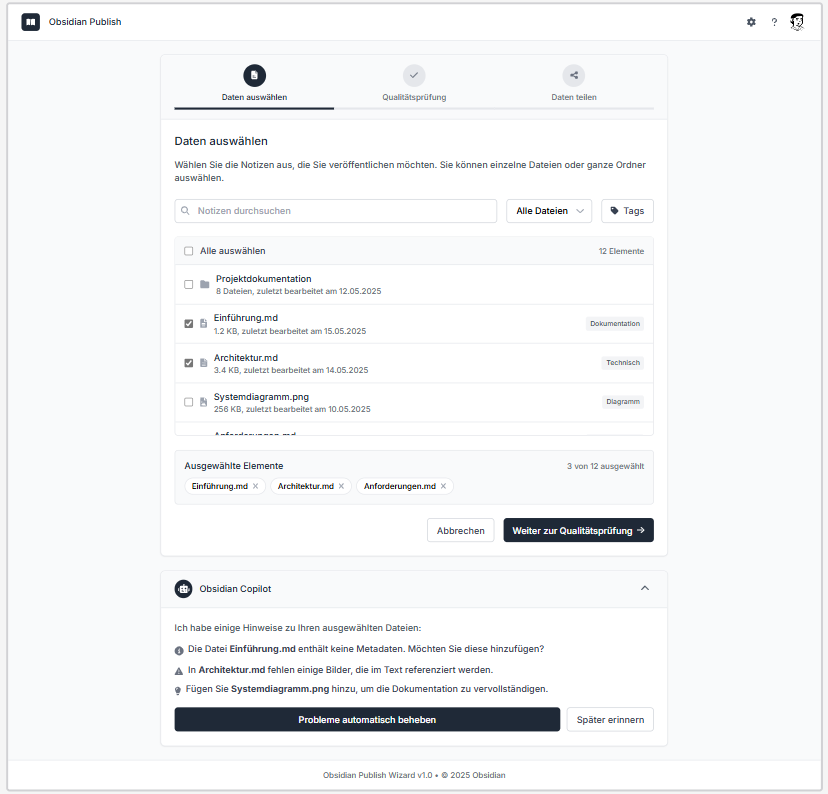 Obsidian Publish
?
Daten auswählen
Qualitätsprüfung
Daten teilen
Daten auswählen
Wählen Sie die Notizen aus, die Sie veröffentlichen möchten. Sie können einzelne Dateien oder ganze Ordner
auswählen.
Notizen durchsuchen
Alle Dateien
Tags
Alle auswählen
12 Elemente
Projektdokumentation
8 Dateien, zuletzt bearbeitet am 12.05.2025
Einführung.md
1.2 KB, zuletzt bearbeitet am 15.05.2025
Dokumentation
Architektur.md
3.4 KB, zuletzt bearbeitet am 14.05.2025
Technisch
Systemdiagramm.png
256 KB, zuletzt bearbeitet am 10.05.2025
Diagramm
Anforderungen.md
Ausgewählte Elemente
3 von 12 ausgewählt
Einführung.md ×
Architektur.md ×
Anforderungen.md ×
Abbrechen
Weiter zur Qualitätsprüfung →
Obsidian Copilot
Ich habe einige Hinweise zu Ihren ausgewählten Dateien:
Die Datei Einführung.md enthält keine Metadaten. Möchten Sie diese hinzufügen?
In Architektur.md fehlen einige Bilder, die im Text referenziert werden.
Fügen Sie Systemdiagramm.png hinzu, um die Dokumentation zu vervollständigen.
Probleme automatisch beheben
Später erinnern
Obsidian Publish Wizard v1.0 • © 2025 Obsidian